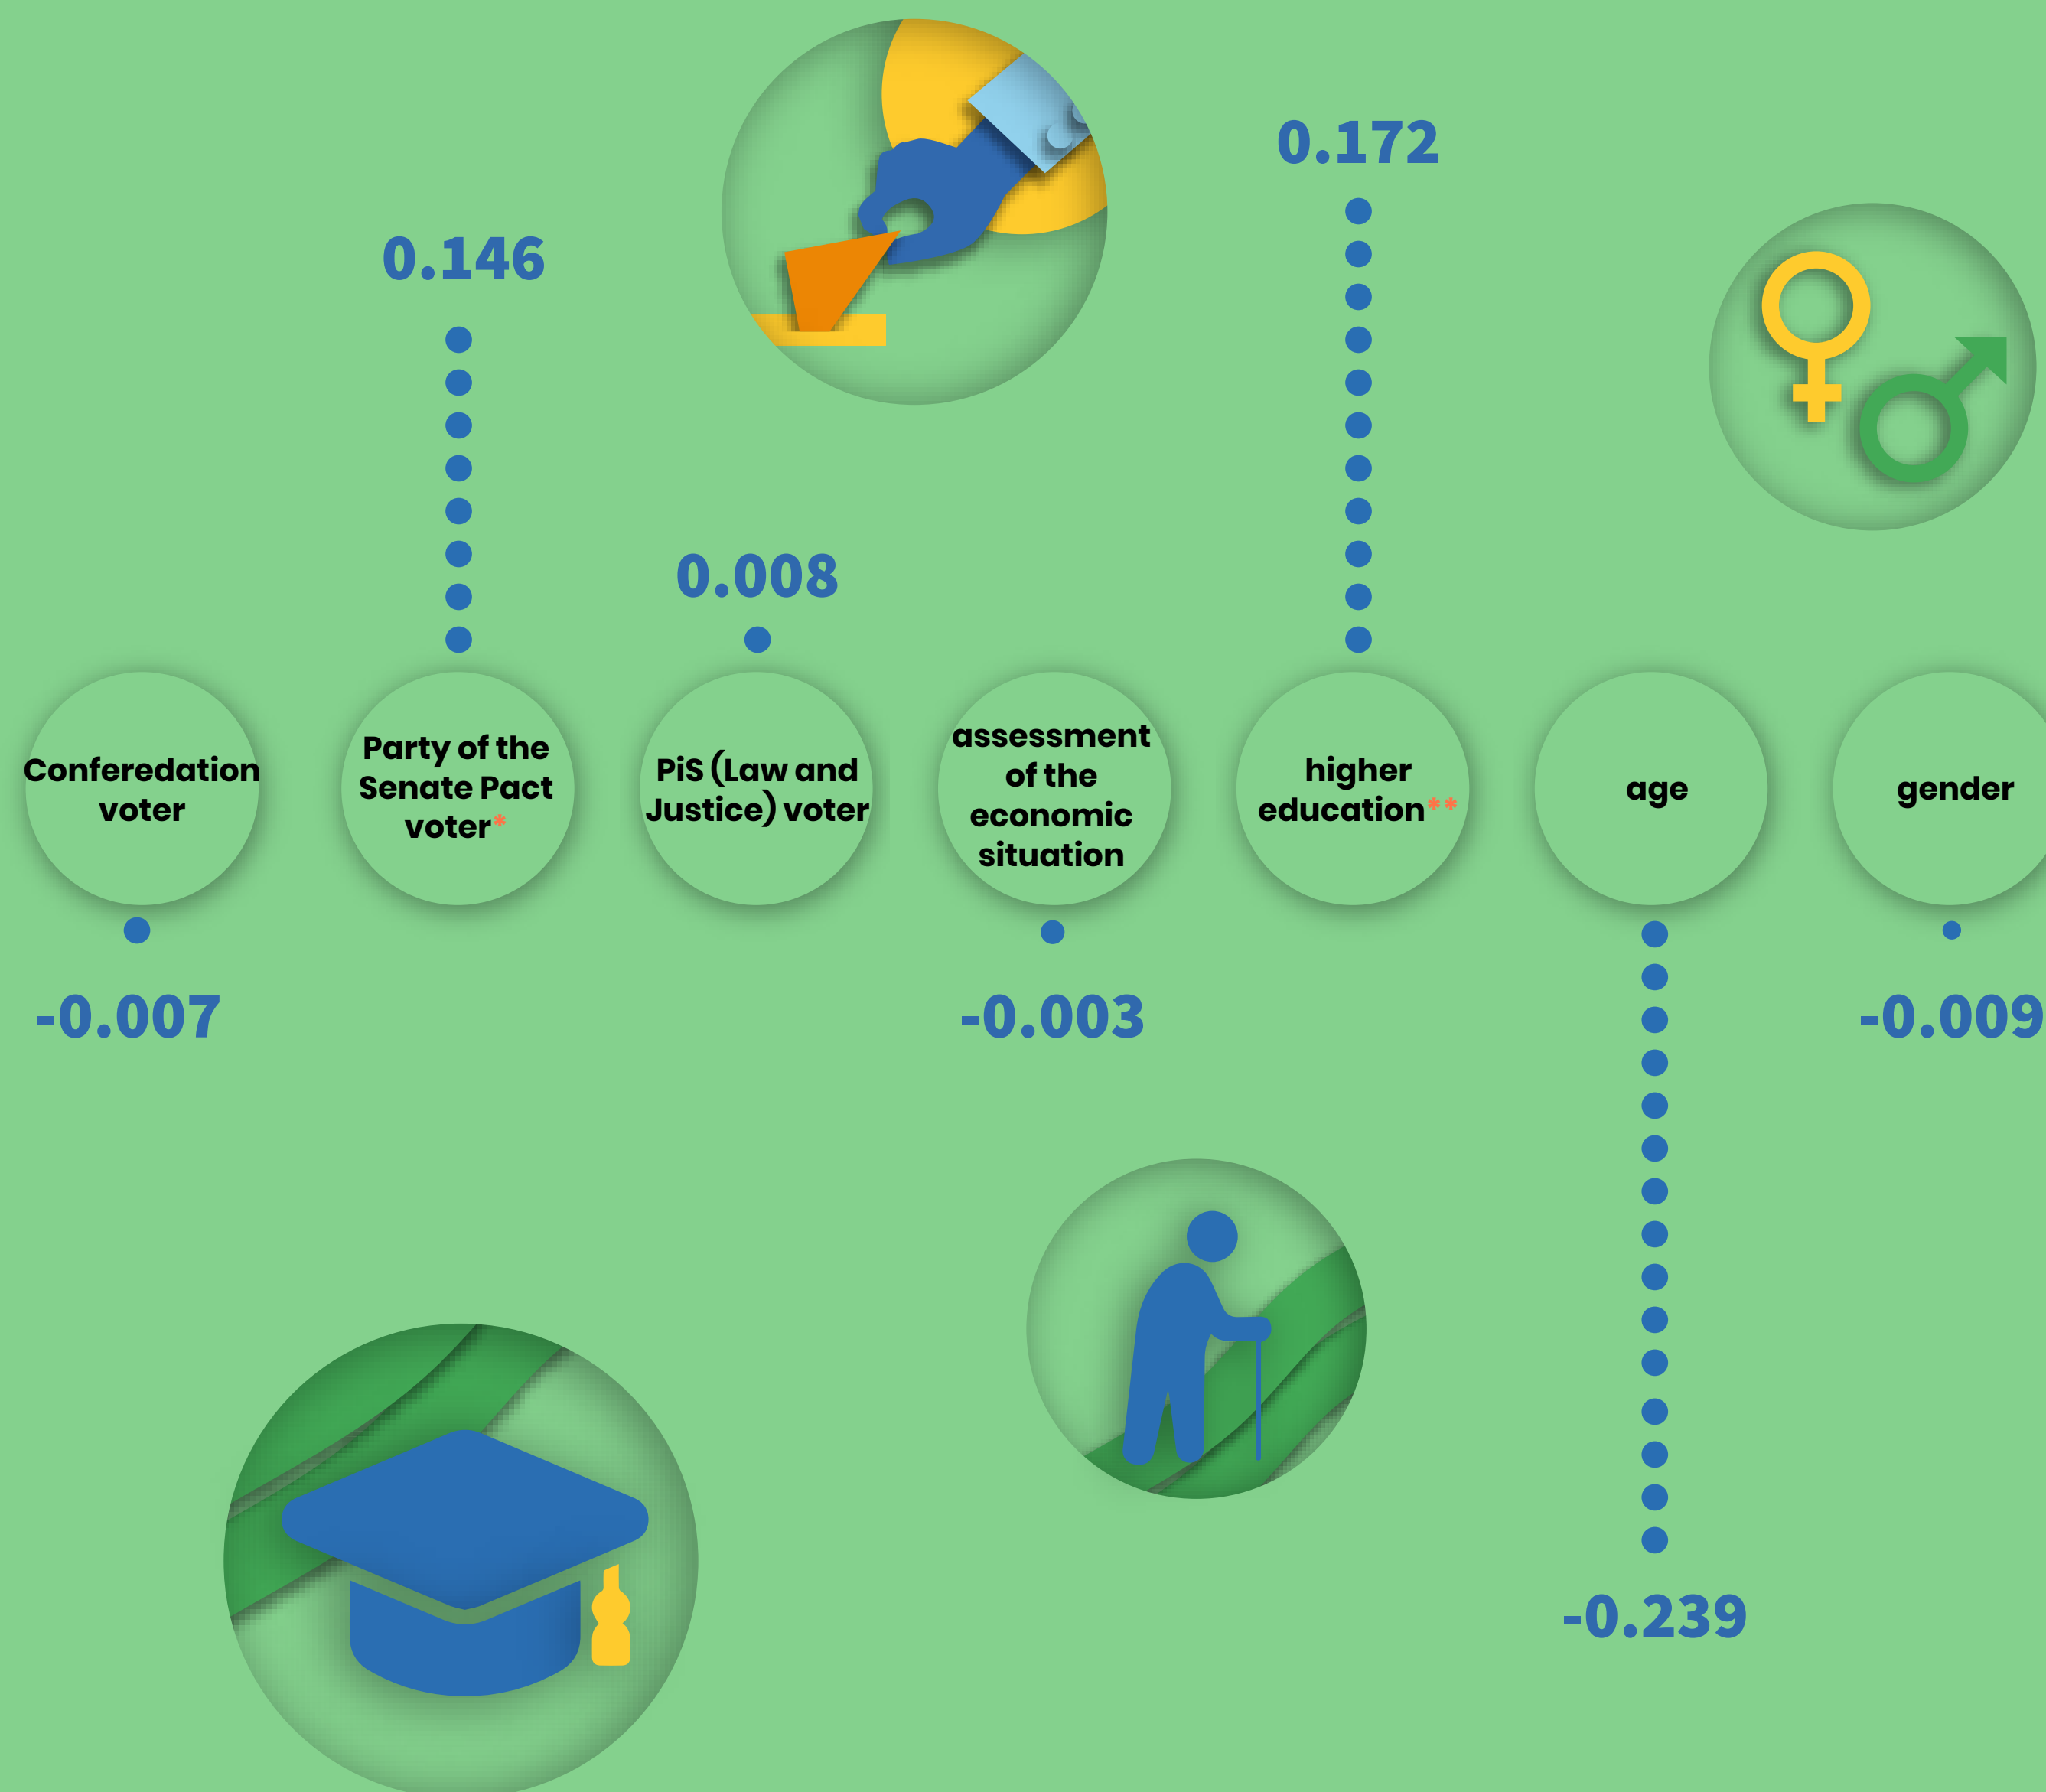 0.172
0.146
0.008
Conferedation
voter
Party of the
Senate Pact
voter*
PiS (Law and
Justice) voter
assessment
of the
economic
situation
higher
education**
age
gender
-0.007
-0.003
-0.009
-0.239